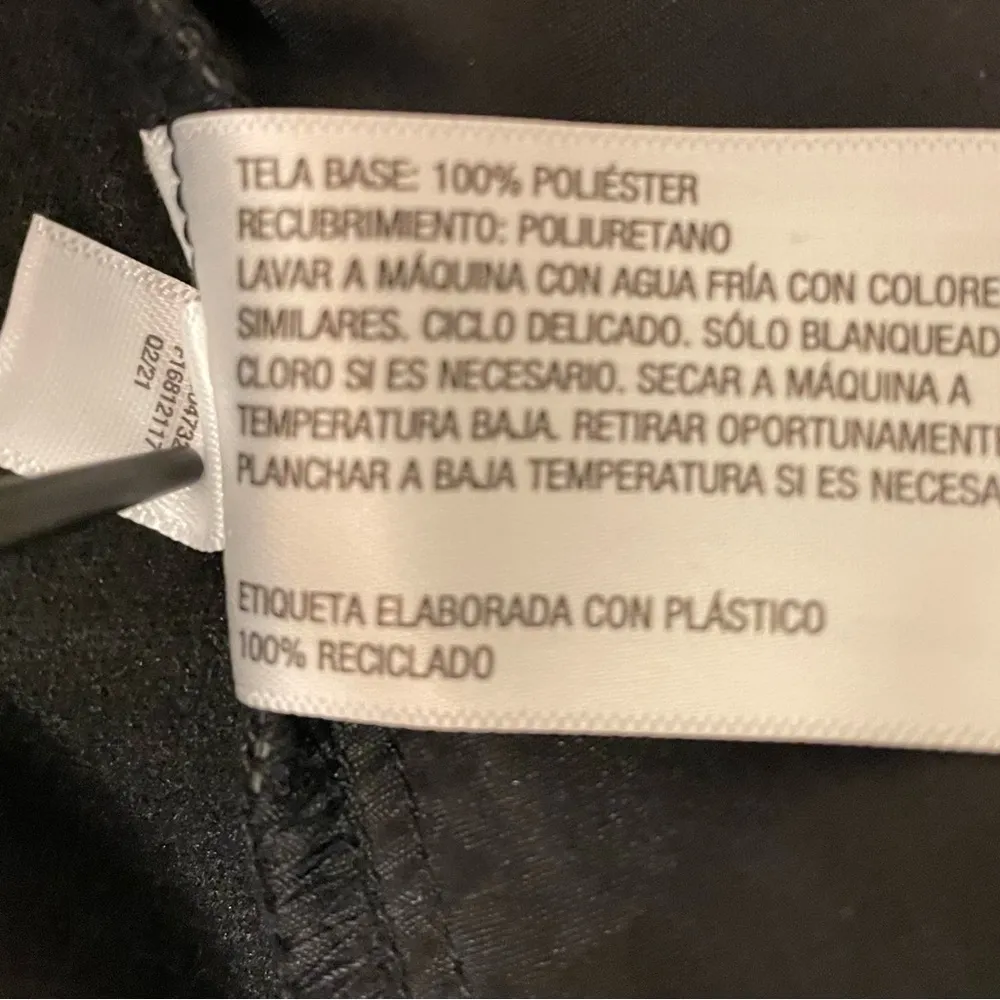 TELA BASE: 100% POLIÉSTER
RECUBRIMIENTO: POLIURETANO
LAVAR A MÁQUINA CON AGUA FRÍA CON COLORE
SIMILARES. CICLO DELICADO. SÓLO BLANQUEAD
CLORO SI ES NECESARIO. SECAR A MÁQUINA A
TEMPERATURA BAJA. RETIRAR OPORTUNAMENTE
PLANCHAR A BAJA TEMPERATURA SI ES NECESA
ETIQUETA ELABORADA CON PLÁSTICO
100% RECICLADO
02/21